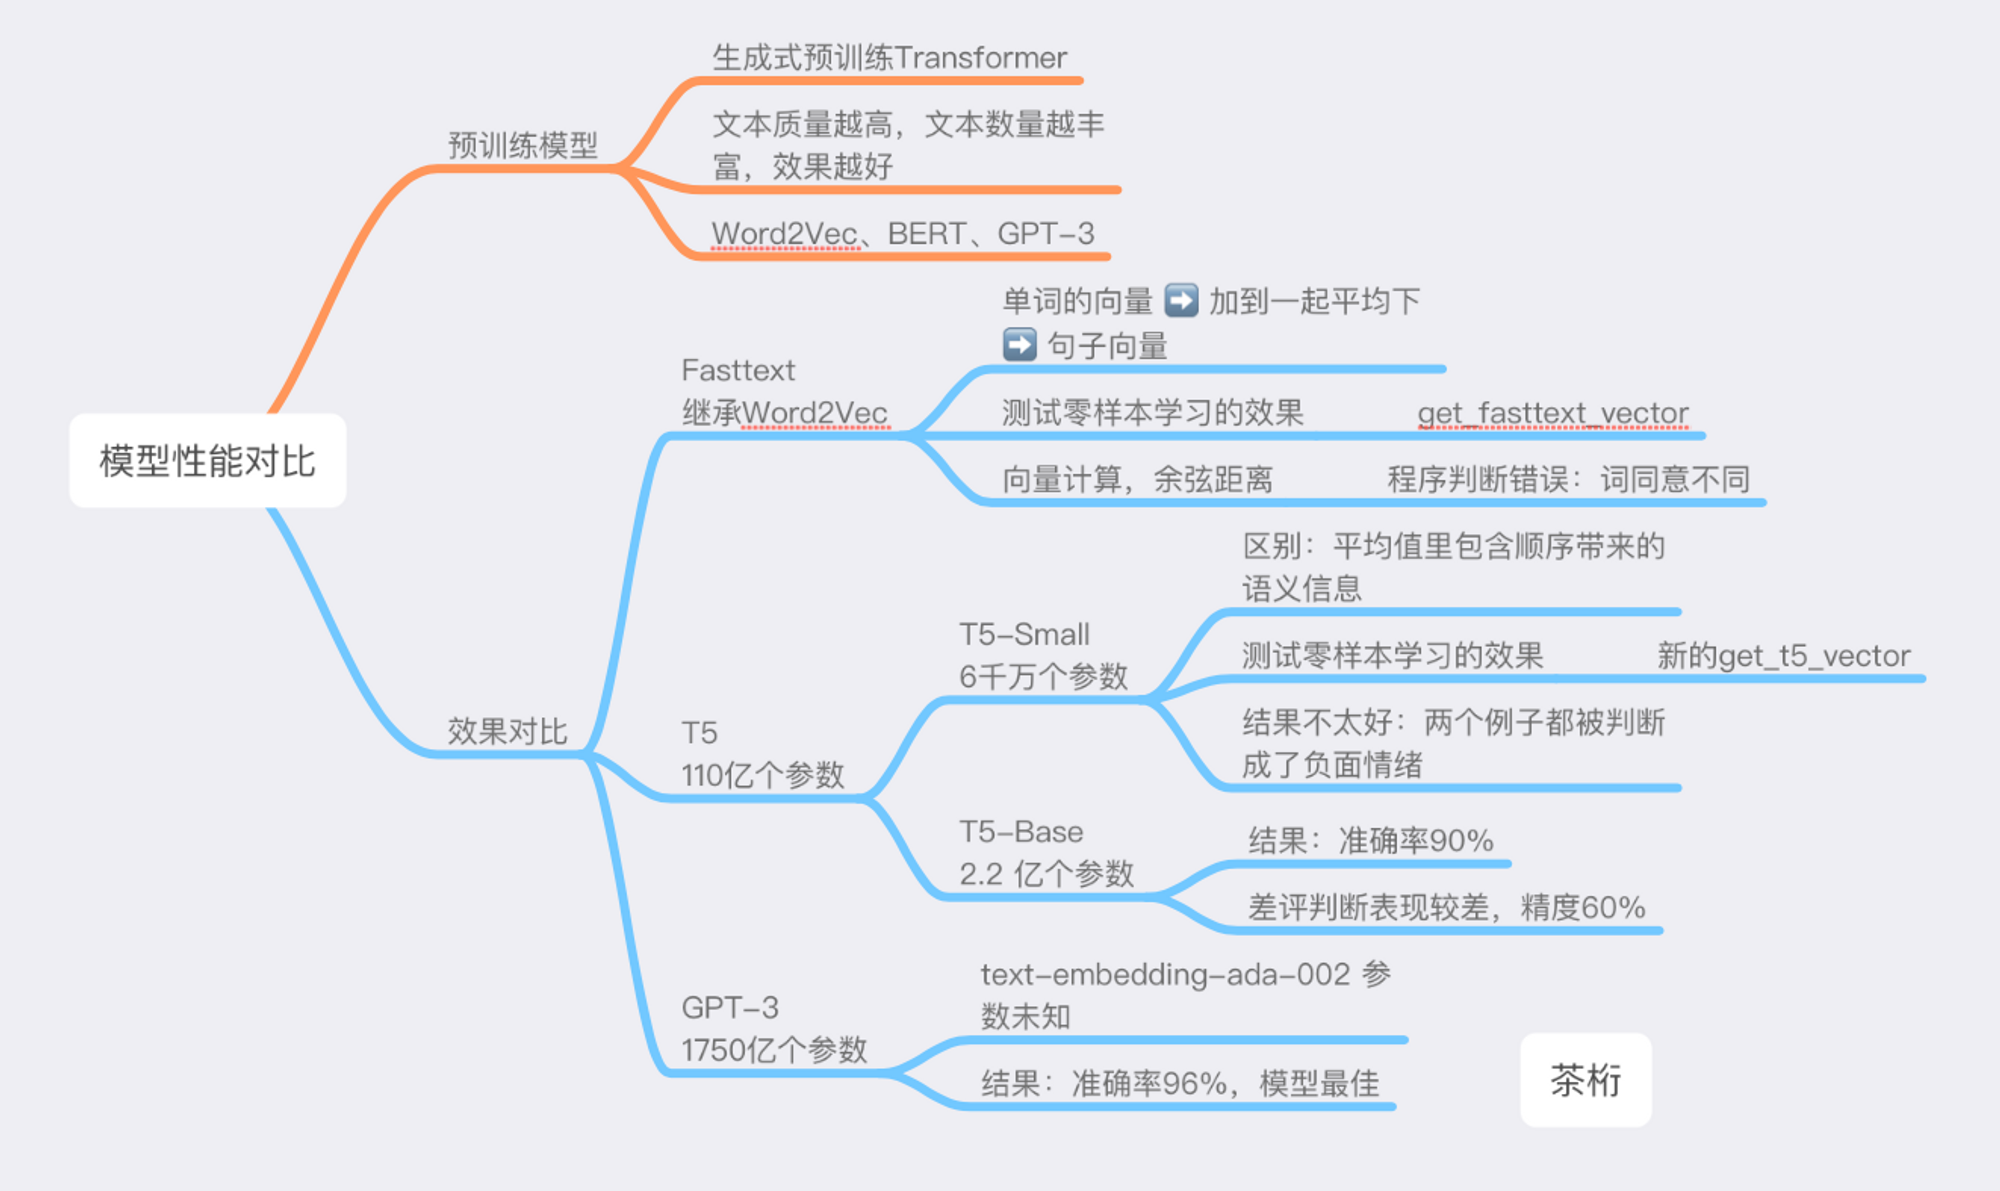 生成式预训练Transformer
文本质量越高，文本数量越丰
富，效果越好
预训练模型
Word2Vec、BERT、GPT-3
单词的向量 ➡️ 加到一起平均下
➡️ 句子向量
Fasttext
继承Word2Vec
测试零样本学习的效果
get_fasttext_vector
向量计算，余弦距离
程序判断错误：词同意不同
模型性能对比
区别：平均值里包含顺序带来的
语义信息
T5-Small
6千万个参数
测试零样本学习的效果
新的get_t5_vector
结果不太好：两个例子都被判断
成了负面情绪
效果对比
T5
110亿个参数
T5-Base
2.2 亿个参数
结果：准确率90%
差评判断表现较差，精度60%
text-embedding-ada-002 参
数未知
GPT-3
1750亿个参数
结果：准确率96%，模型最佳
茶桁